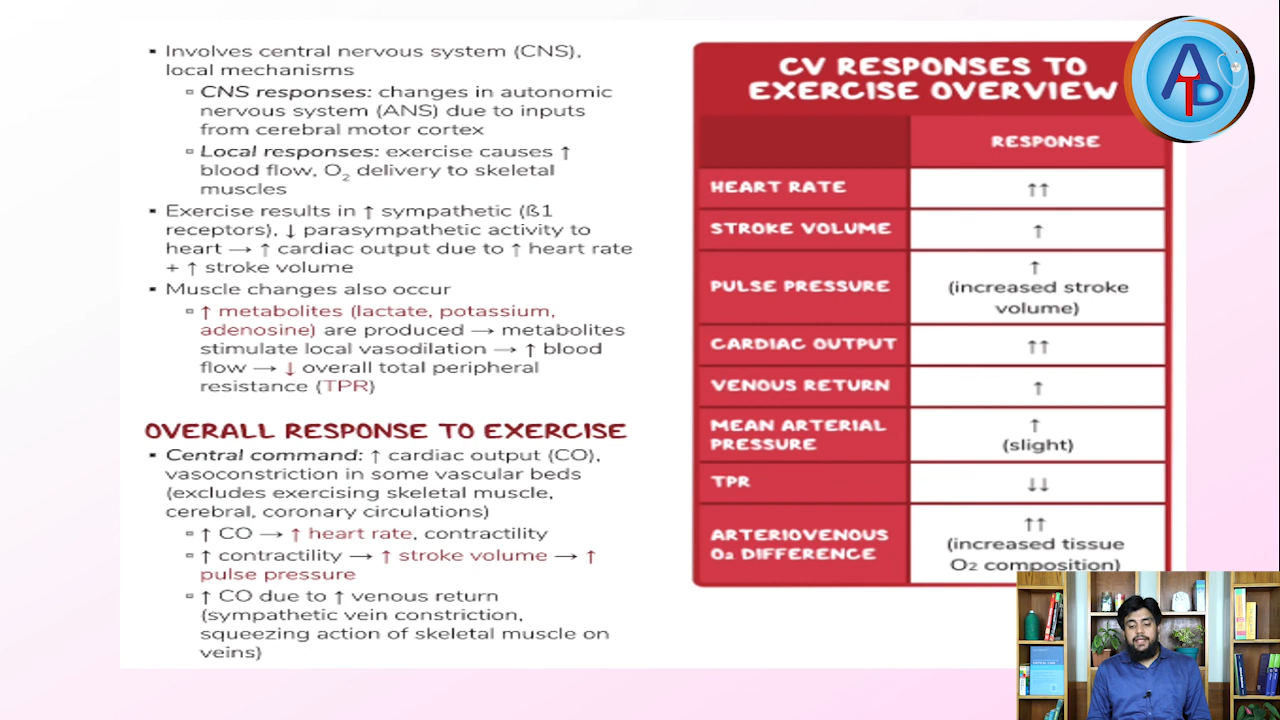 ▪ Involves central nervous system (CNS),
local mechanisms
▫ CNS responses: changes in autonomic
nervous system (ANS) due to inputs
from cerebral motor cortex
▫ Local responses: exercise causes ↑
blood flow, O₂ delivery to skeletal
muscles
▪ Exercise results in ↑ sympathetic (ß1
receptors), ↓ parasympathetic activity to
heart → ↑ cardiac output due to ↑ heart rate
+ ↑ stroke volume
▪ Muscle changes also occur
▫ ↑ metabolites (lactate, potassium,
adenosine) are produced → metabolites
stimulate local vasodilation → ↑ blood
flow → ↓ overall total peripheral
resistance (TPR)
OVERALL RESPONSE TO EXERCISE
▪ Central command: ↑ cardiac output (CO),
vasoconstriction in some vascular beds
(excludes exercising skeletal muscle,
cerebral, coronary circulations)
▫ ↑ CO → ↑ heart rate, contractility
▫ ↑ contractility → ↑ stroke volume → ↑
pulse pressure
▫ ↑ CO due to ↑ venous return
(sympathetic vein constriction,
squeezing action of skeletal muscle on
veins)
CV RESPONSES TO
EXERCISE OVERVIEW
RESPONSE
HEART RATE ↑↑
STROKE VOLUME ↑
PULSE PRESSURE ↑
(increased stroke
volume)
CARDIAC OUTPUT ↑↑
VENOUS RETURN ↑
MEAN ARTERIAL
PRESSURE ↑
(slight)
TPR ↓↓
ARTERIOVENOUS
O₂ DIFFERENCE ↑↑
(increased tissue
O₂ composition)
ATD